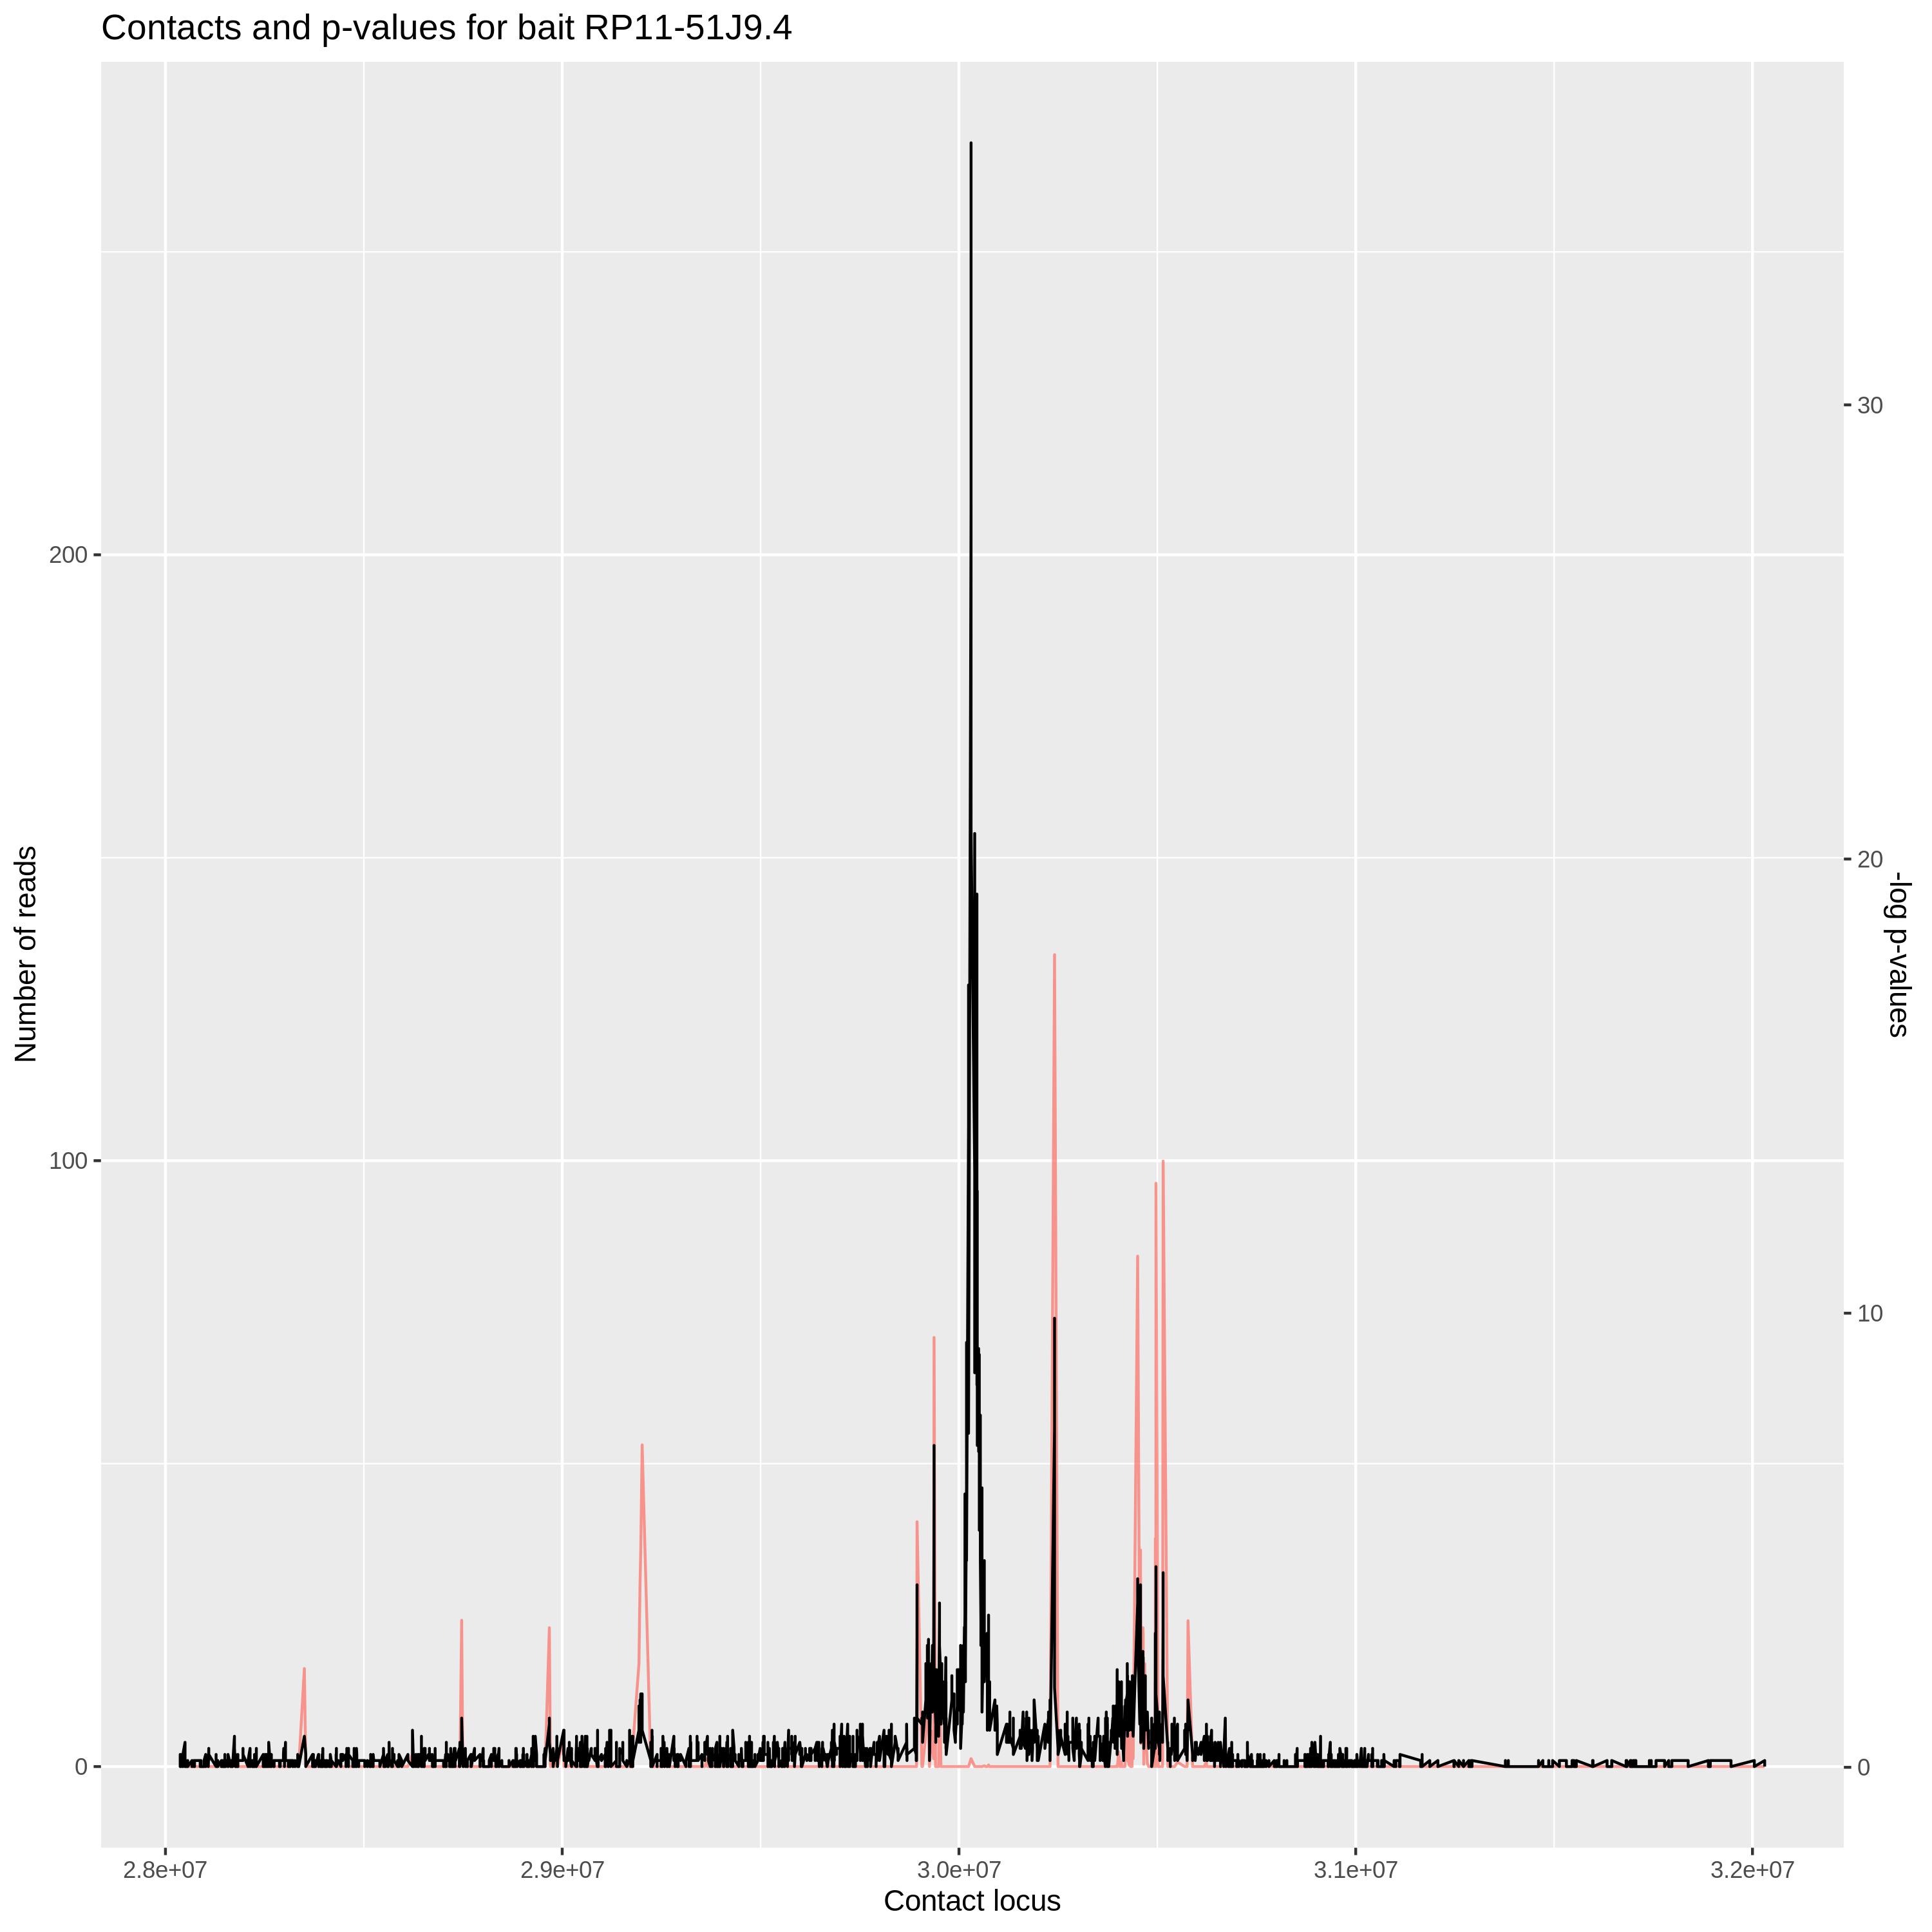 Contacts and p-values for bait RP11-51J9.4
Number of reads
200
100
0
30
20
10
0
-log p-values
2.8e+07
2.9e+07
3.0e+07
3.1e+07
3.2e+07
Contact locus